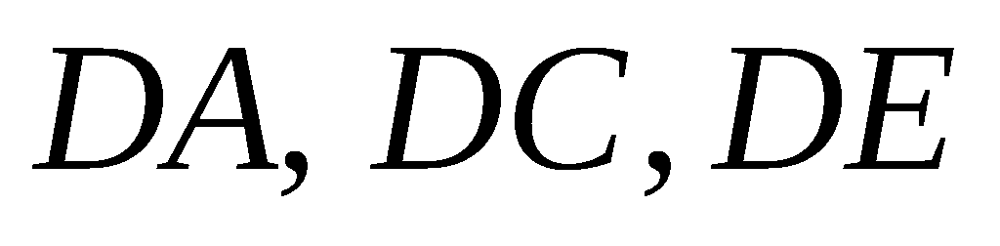 DA, DC, DE